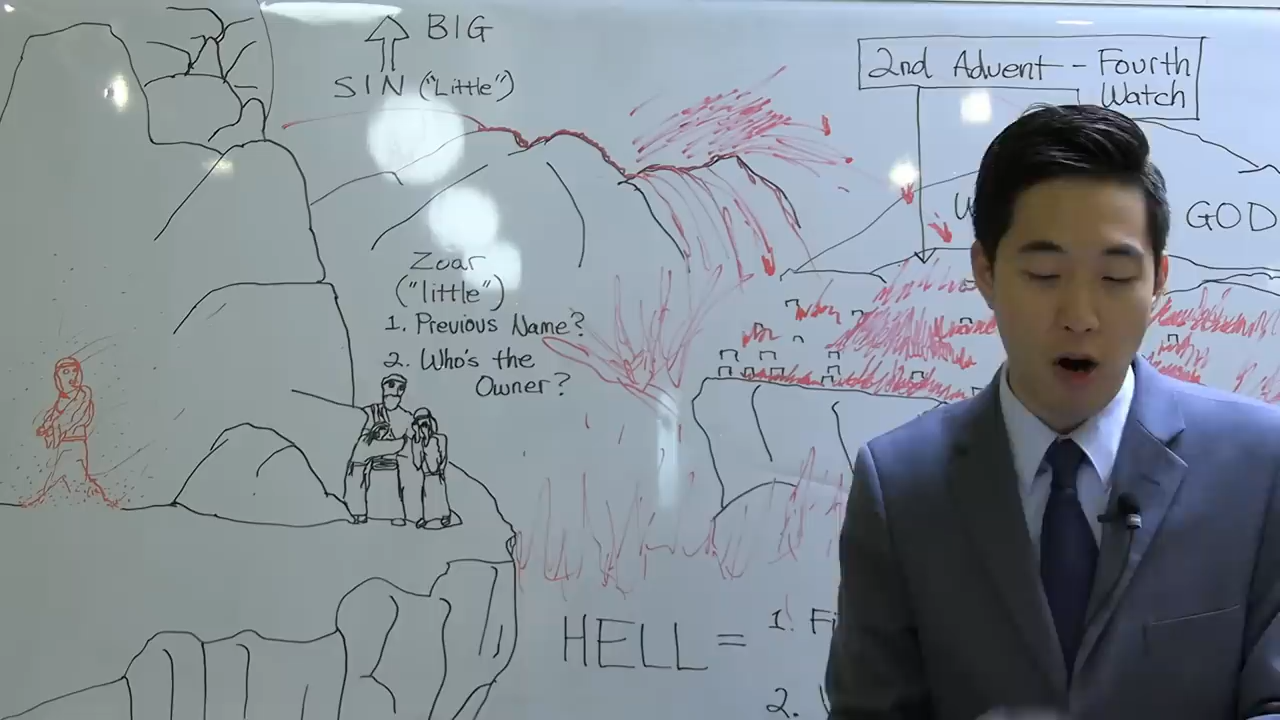 BIG
SIN ("Little")
2nd Advent - Fourth
Watch
GOD
Zoar
("little")
1. Previous Name?
2. Who's the
Owner?
HELL =
1.
2.